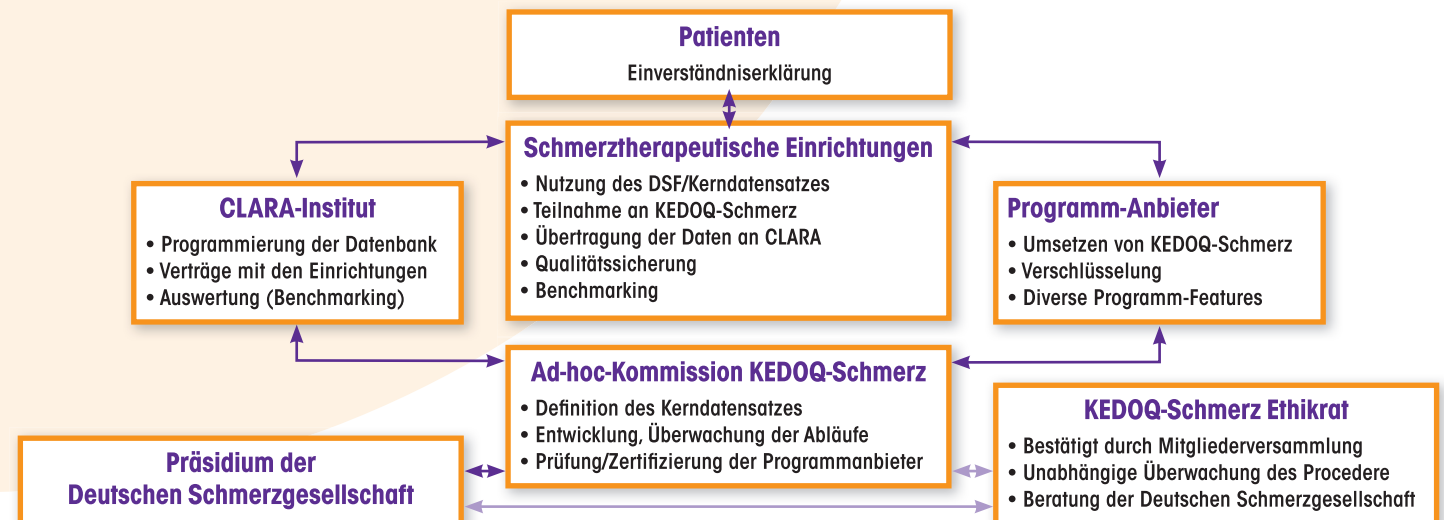 Patienten
Einverständniserklärung
Schmerztherapeutische Einrichtungen
• Nutzung des DSF/Kerndatensatzes
• Teilnahme an KEDOQ-Schmerz
• Übertragung der Daten an CLARA
• Qualitätssicherung
• Benchmarking
CLARA-Institut
• Programmierung der Datenbank
• Verträge mit den Einrichtungen
• Auswertung (Benchmarking)
Programm-Anbieter
• Umsetzen von KEDOQ-Schmerz
• Verschlüsselung
• Diverse Programm-Features
Ad-hoc-Kommission KEDOQ-Schmerz
• Definition des Kerndatensatzes
• Entwicklung, Überwachung der Abläufe
• Prüfung/Zertifizierung der Programmanbieter
KEDOQ-Schmerz Ethikrat
• Bestätigt durch Mitgliederversammlung
• Unabhängige Überwachung des Procedere
• Beratung der Deutschen Schmerzgesellschaft
Präsidium der
Deutschen Schmerzgesellschaft